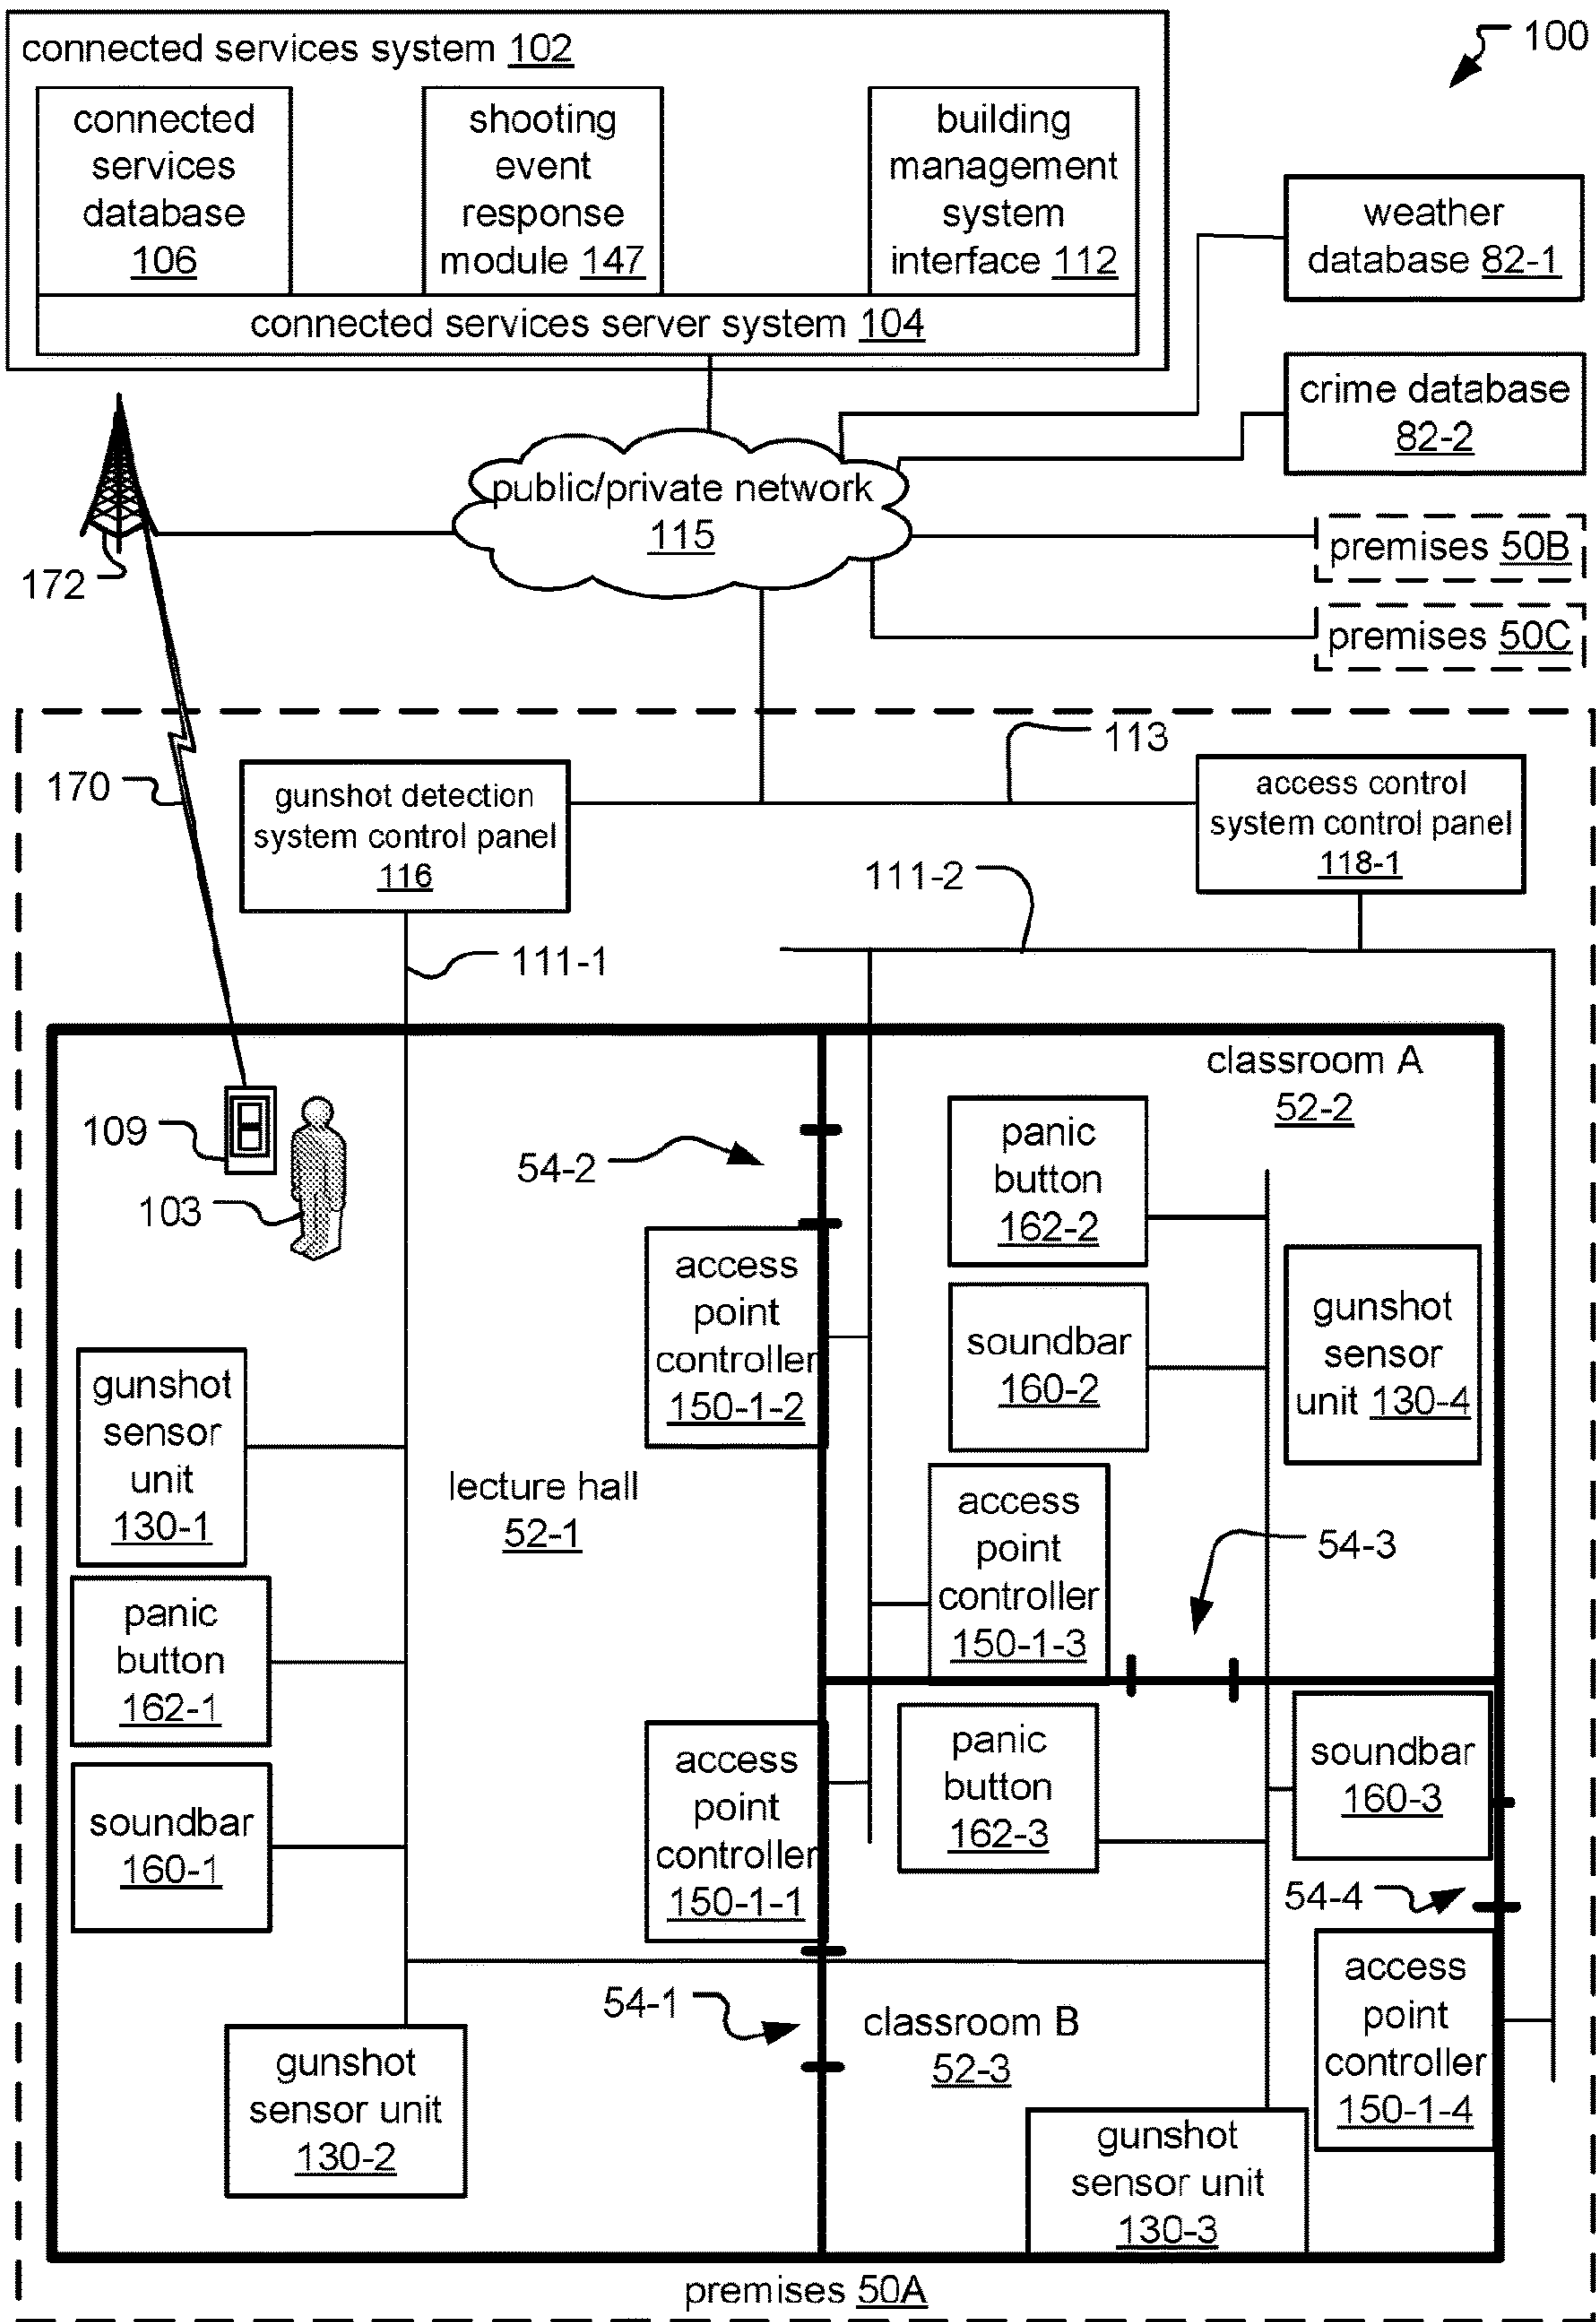 100
connected services system 102
connected
services
database
106
shooting
event
response
module 147
building
management
system
interface 112
connected services server system 104
weather
database 82-1
crime database
82-2
public/private network
115
premises 50B
premises 50C
172
170
113
gunshot detection
system control panel
116
access control
system control panel
118-1
111-2
111-1
classroom A
52-2
109
103
54-2
panic
button
162-2
access
point
controller
150-1-2
soundbar
160-2
gunshot
sensor
unit 130-4
gunshot
sensor
unit
130-1
lecture hall
52-1
access
point
controller
150-1-3
54-3
panic
button
162-1
access
point
controller
150-1-1
panic
button
162-3
soundbar
160-3
soundbar
160-1
54-4
54-1
classroom B
52-3
access
point
controller
150-1-4
gunshot
sensor unit
130-2
gunshot
sensor unit
130-3
premises 50A